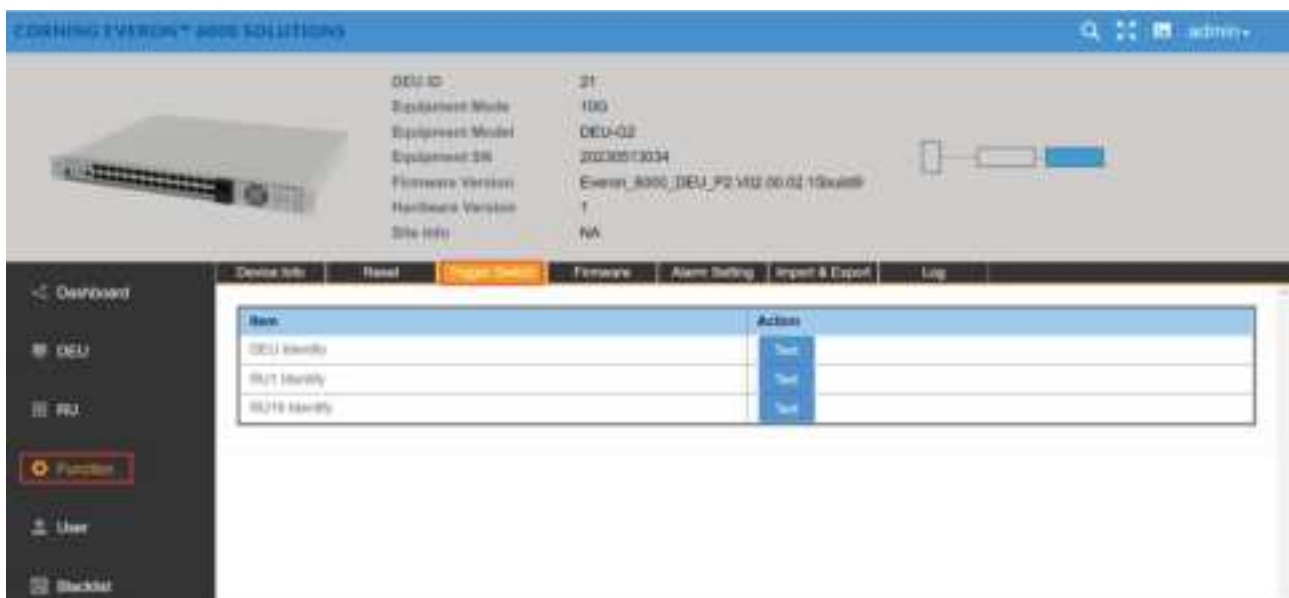 CORNING EVERON™ 6000 SOLUTIONS
admin
DEU ID 21
Equipment Mode 10G
Equipment Model DEU-G2
Equipment SN 20230513034
Firmware Version Everon_6000_DEU_P2
Hardware Version 1
Site Info NA
Device Info Reset Trigger Switch Firmware Alarm Setting Import & Export Log
Dashboard
DEU
RU
Function
User
Blacklist
Item Action
DEU Identify Test
RU1 Identify Test
RU16 Identify Test